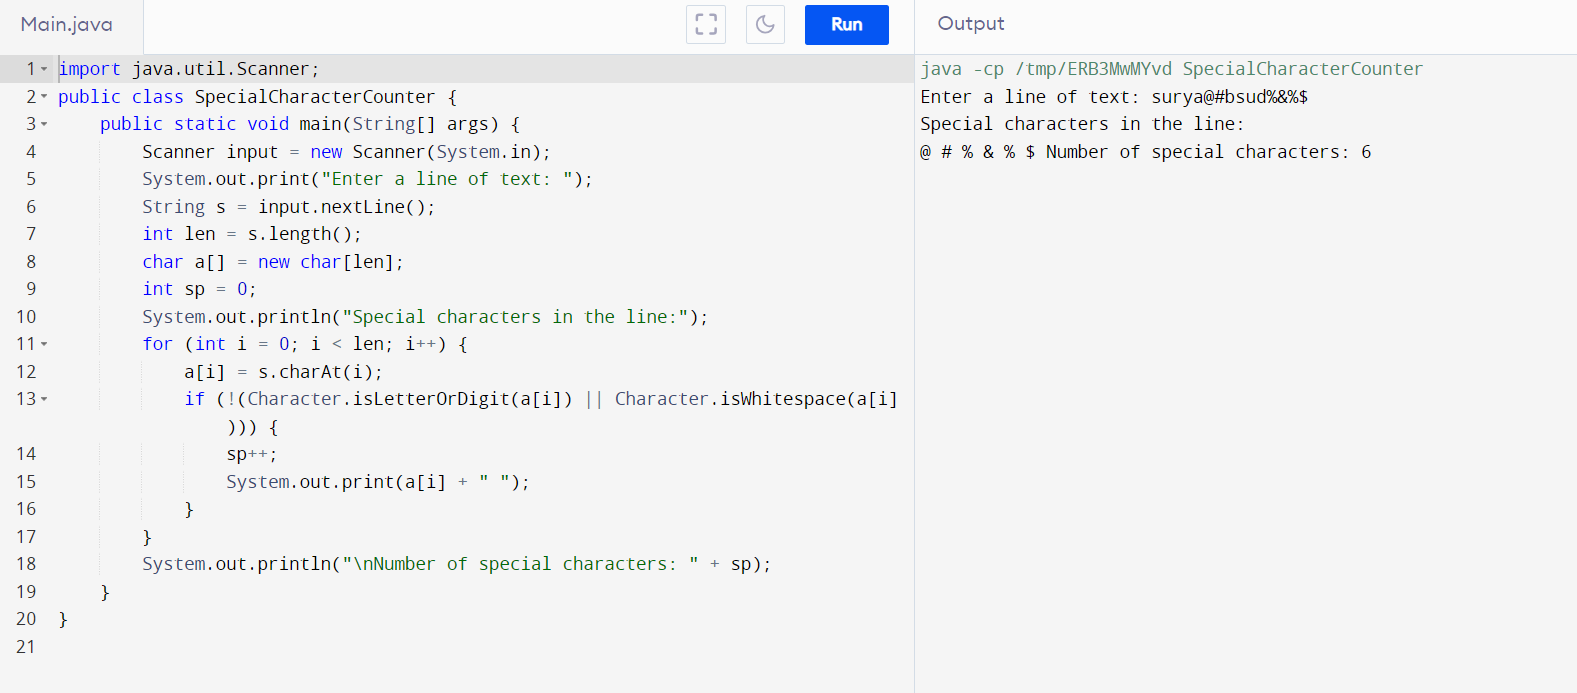 Main.java
Run
Output
1 import java.util.Scanner;
2 public class SpecialCharacterCounter {
3     public static void main(String[] args) {
4         Scanner input = new Scanner(System.in);
5         System.out.print("Enter a line of text: ");
6         String s = input.nextLine();
7         int len = s.length();
8         char a[] = new char[len];
9         int sp = 0;
10         System.out.println("Special characters in the line:");
11         for (int i = 0; i < len; i++) {
12             a[i] = s.charAt(i);
13             if (!(Character.isLetterOrDigit(a[i]) || Character.isWhitespace(a[i]
                ))) {
14                 sp++;
15                 System.out.print(a[i] + " ");
16             }
17         }
18         System.out.println("\nNumber of special characters: " + sp);
19     }
20 }
21
java -cp /tmp/ERB3MwMYvd SpecialCharacterCounter
Enter a line of text: surya@#bsud%&%$
Special characters in the line:
@ # % & % $ Number of special characters: 6